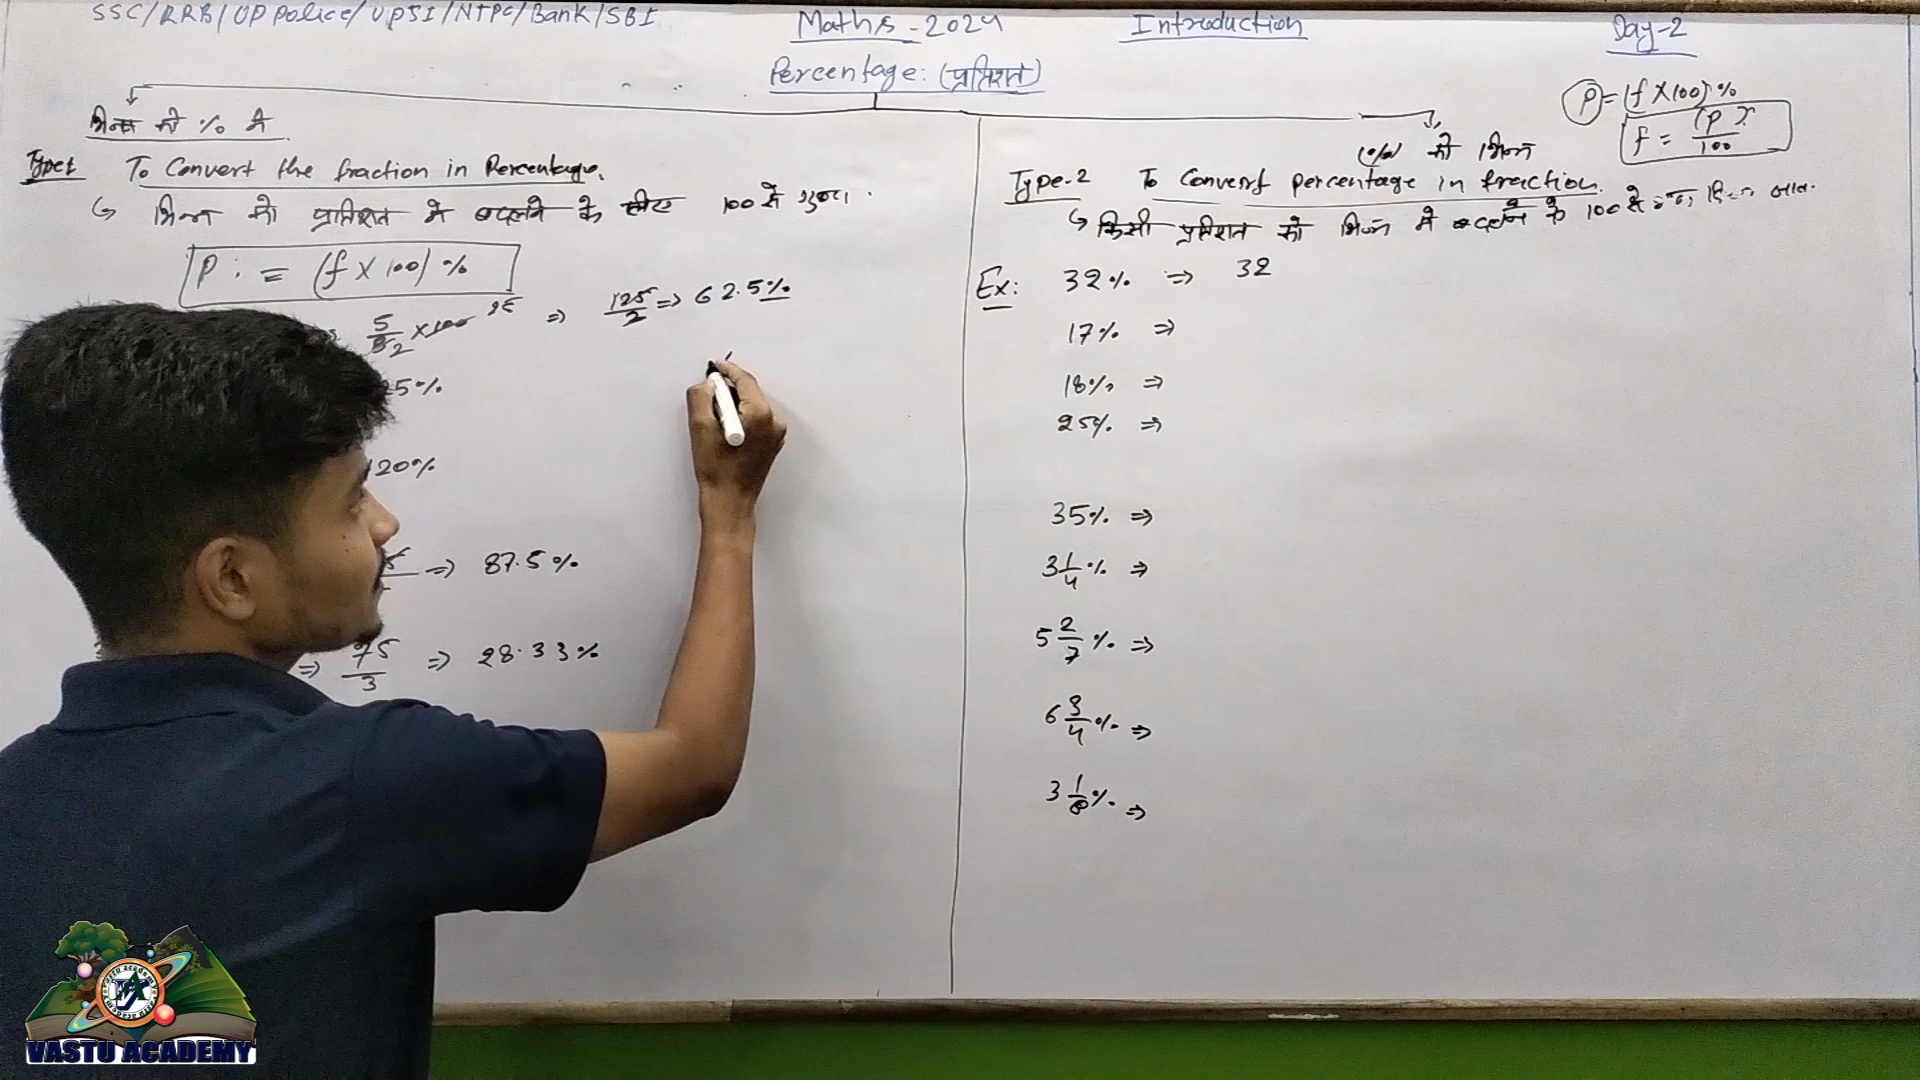 SSC/RRB/UP Police/UPSI/NTPC/Bank/SBI
Maths - 2024
Introduction
Day-2
Percentage: (प्रतिशत)
भिन्न को % में
Type1 To Convert the fraction in Percentage.
↳ भिन्न को प्रतिशत में बदलने के लिए 100 से गुणा.
P = (f × 100) %
5/8 × 100 25 ⇒ 125/2 ⇒ 62.5%
25%
120%
⇒ 87.5%
⇒ 75/3 ⇒ 28.33%
P = (f × 100) %
f = (P)/100
को भिन्न
Type-2 To Convert percentage in fraction.
↳ किसी प्रतिशत को भिन्न में बदलने के 100 से
Ex: 32% ⇒ 32
17% ⇒
18% ⇒
25% ⇒
35% ⇒
3 1/4 % ⇒
5 2/7 % ⇒
6 3/4 % ⇒
3 1/8 % ⇒
VASTU ACADEMY